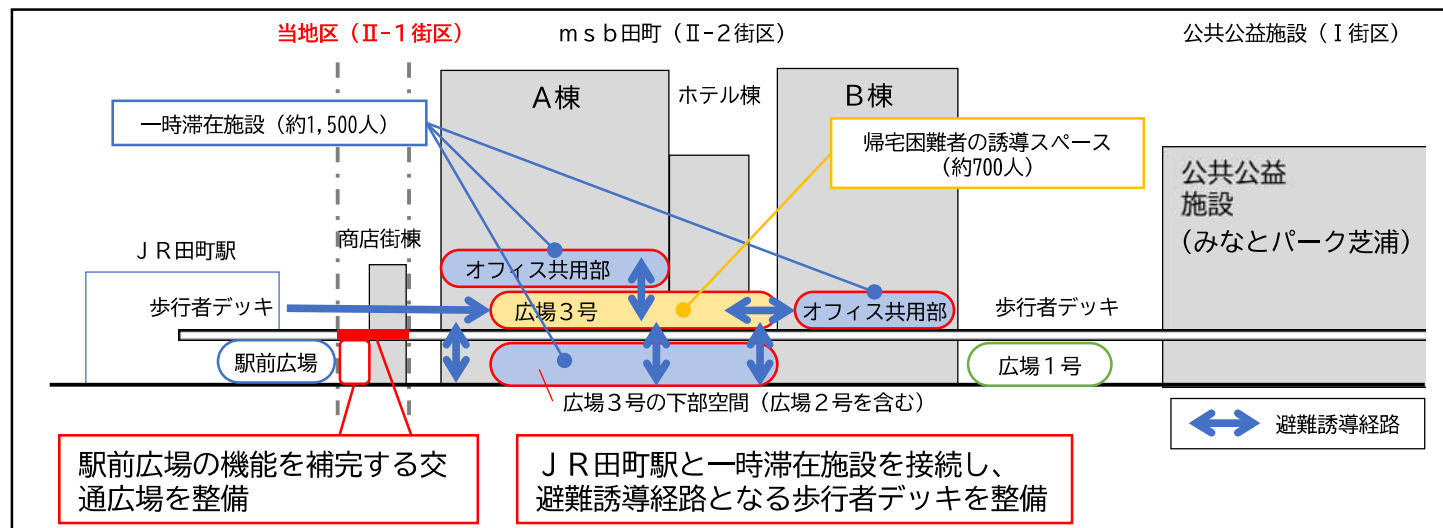 当地区(Ⅱ-1街区)
msb田町(Ⅱ-2街区)
公共公益施設(Ⅰ街区)
A棟
ホテル棟
B棟
一時滞在施設(約1,500人)
帰宅困難者の誘導スペース
(約700人)
公共公益
施設
(みなとパーク芝浦)
商店街棟
JR田町駅
オフィス共用部
歩行者デッキ
広場3号
オフィス共用部
歩行者デッキ
駅前広場
広場1号
広場3号の下部空間(広場2号を含む)
避難誘導経路
駅前広場の機能を補完する交
通広場を整備
JR田町駅と一時滞在施設を接続し、
避難誘導経路となる歩行者デッキを整備